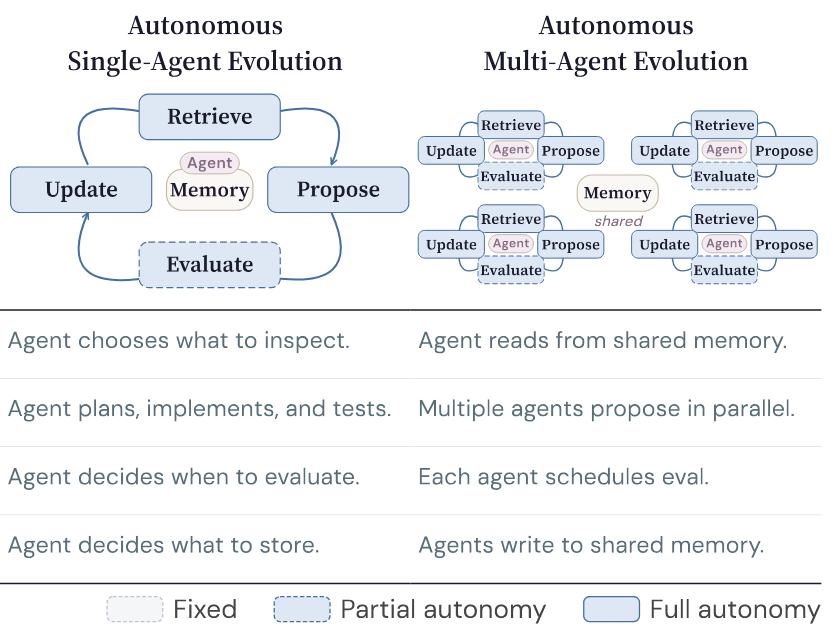 Autonomous
Single-Agent Evolution
Retrieve
Agent
Update
Memory
Propose
Evaluate
Autonomous
Multi-Agent Evolution
Retrieve
Update
Agent
Propose
Evaluate
Retrieve
Update
Agent
Propose
Evaluate
Memory
shared
Retrieve
Update
Agent
Propose
Evaluate
Retrieve
Update
Agent
Propose
Evaluate
Agent chooses what to inspect.
Agent reads from shared memory.
Agent plans, implements, and tests.
Multiple agents propose in parallel.
Agent decides when to evaluate.
Each agent schedules eval.
Agent decides what to store.
Agents write to shared memory.
Fixed
Partial autonomy
Full autonomy